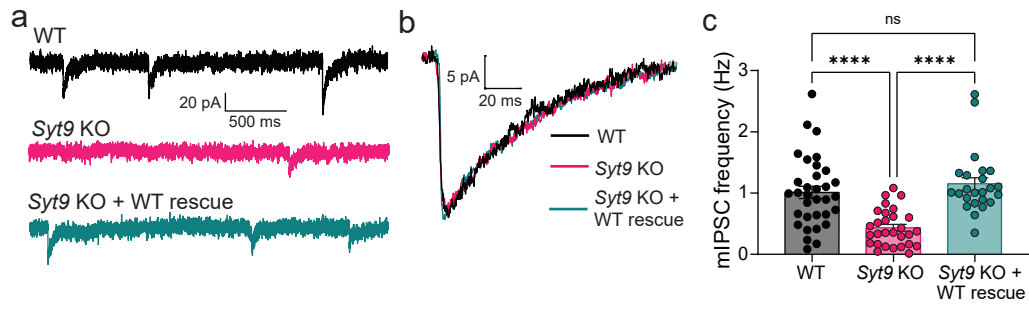 a
WT
20 pA
500 ms
Syt9 KO
Syt9 KO + WT rescue
b
5 pA
20 ms
WT
Syt9 KO
Syt9 KO +
WT rescue
c
ns
**** ****
mIPSC frequency (Hz)
3
2
1
0
WT
Syt9 KO
Syt9 KO +
WT rescue